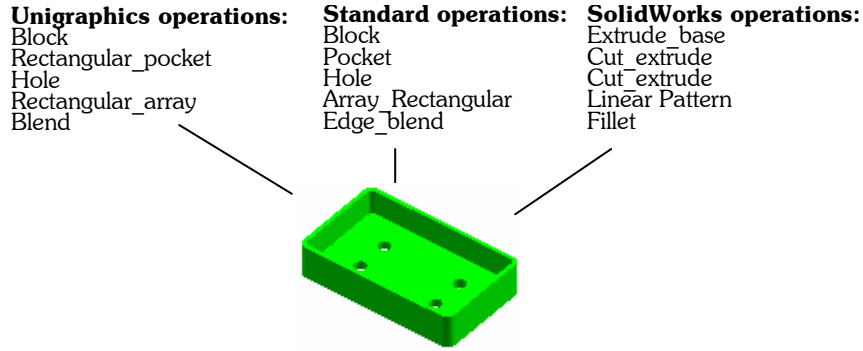 Unigraphics operations:
Block
Rectangular_pocket
Hole
Rectangular_array
Blend
Standard operations:
Block
Pocket
Hole
Array_Rectangular
Edge_blend
SolidWorks operations:
Extrude_base
Cut_extrude
Cut_extrude
Linear Pattern
Fillet